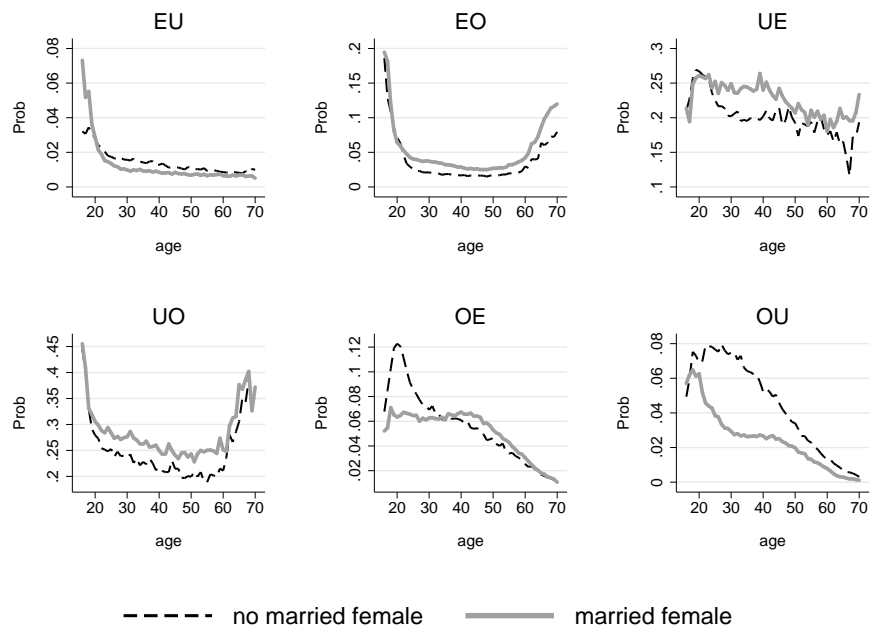 EU EO UE
Prob
0 .02 .04 .06 .08
20 30 40 50 60 70
age
Prob
0 .05 .1 .15 .2
20 30 40 50 60 70
age
Prob
.1 .15 .2 .25 .3
20 30 40 50 60 70
age
UO OE OU
Prob
.2 .25 .3 .35 .4 .45
20 30 40 50 60 70
age
Prob
.02 .04 .06 .08 .1 .12
20 30 40 50 60 70
age
Prob
0 .02 .04 .06 .08
20 30 40 50 60 70
age
no married female married female